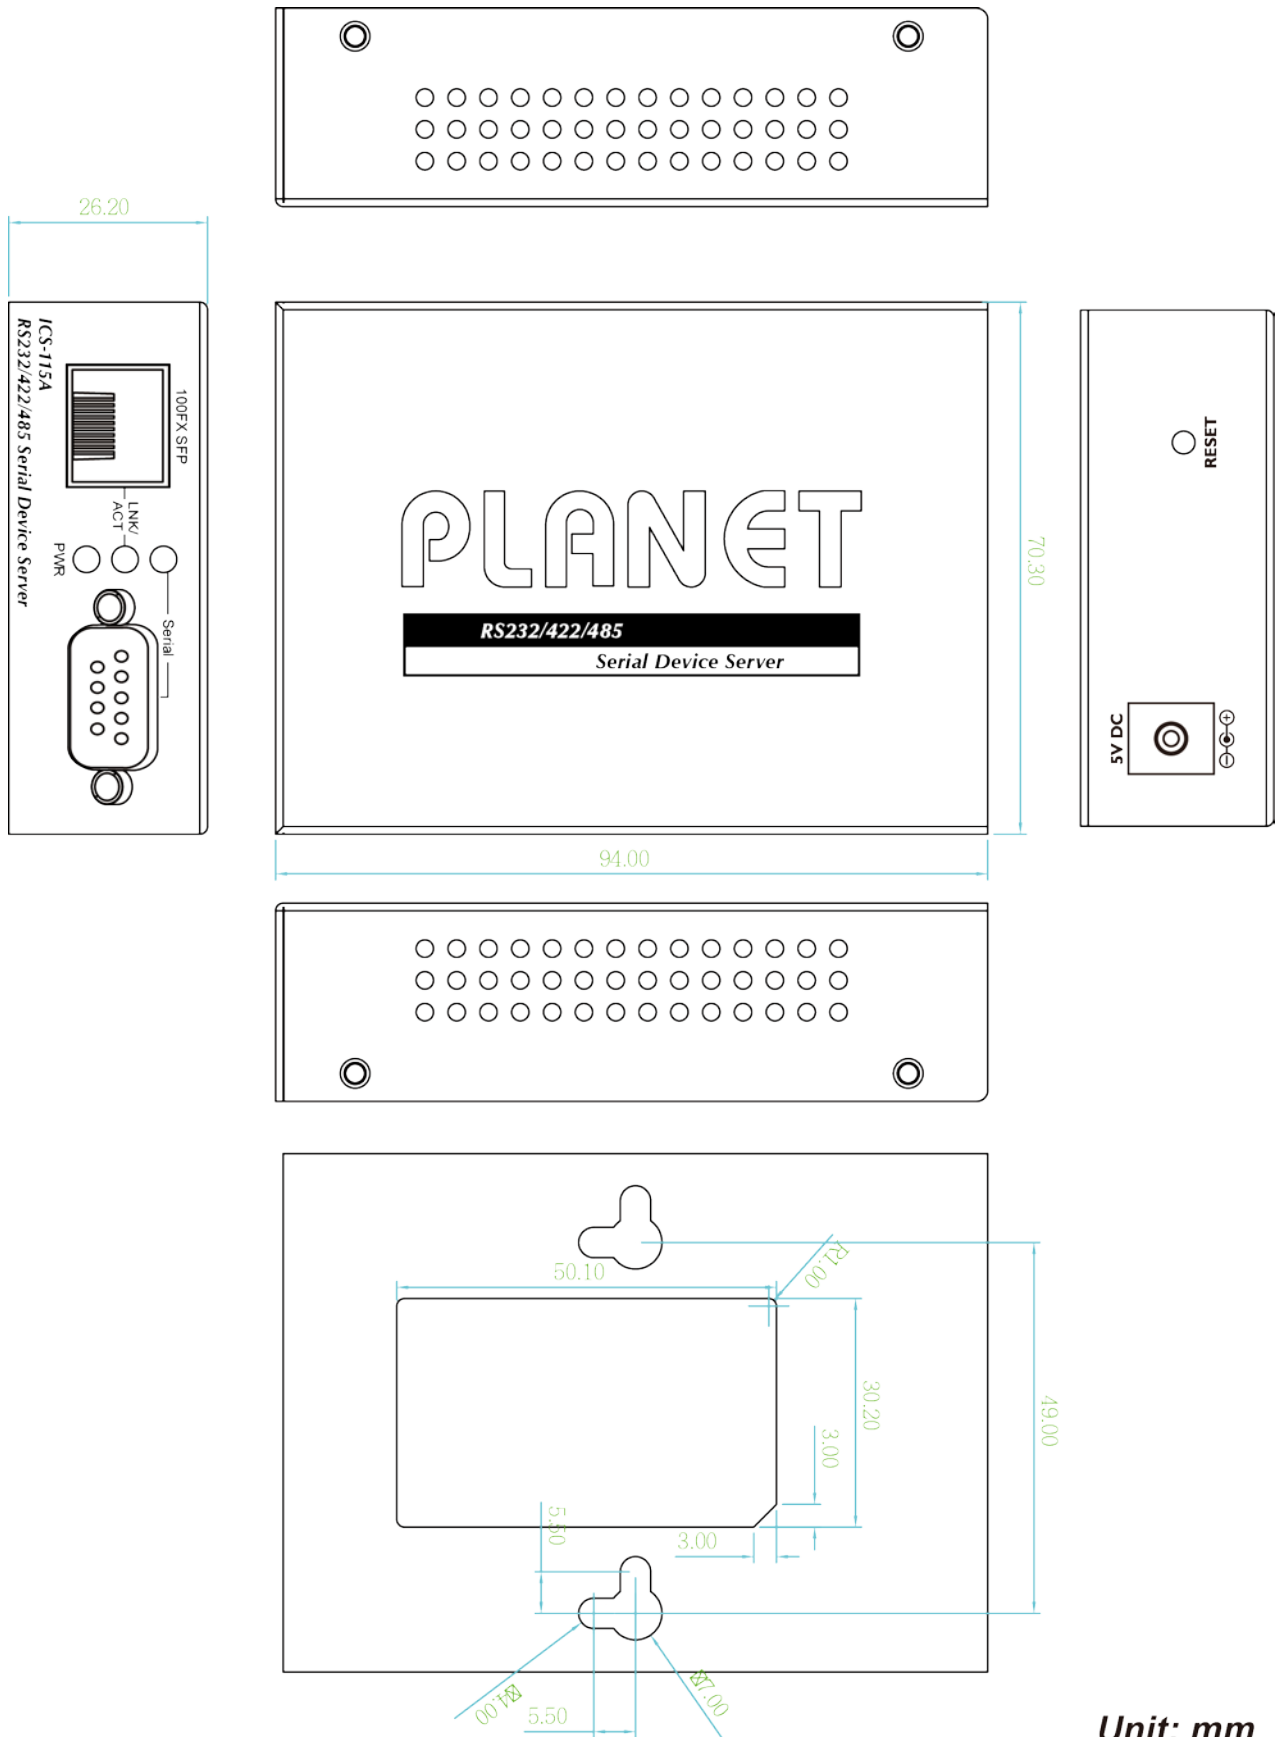 26.20
ICS-115A
RS232/422/485 Serial Device Server
100FX SFP
LNK/
ACT
PWR
Serial
PLANET
RS232/422/485
Serial Device Server
70.30
94.00
RESET
5V DC
50.10
R1.00
30.20
3.00
49.00
5.50
3.00
4.00
7.00
5.50
Unit: mm